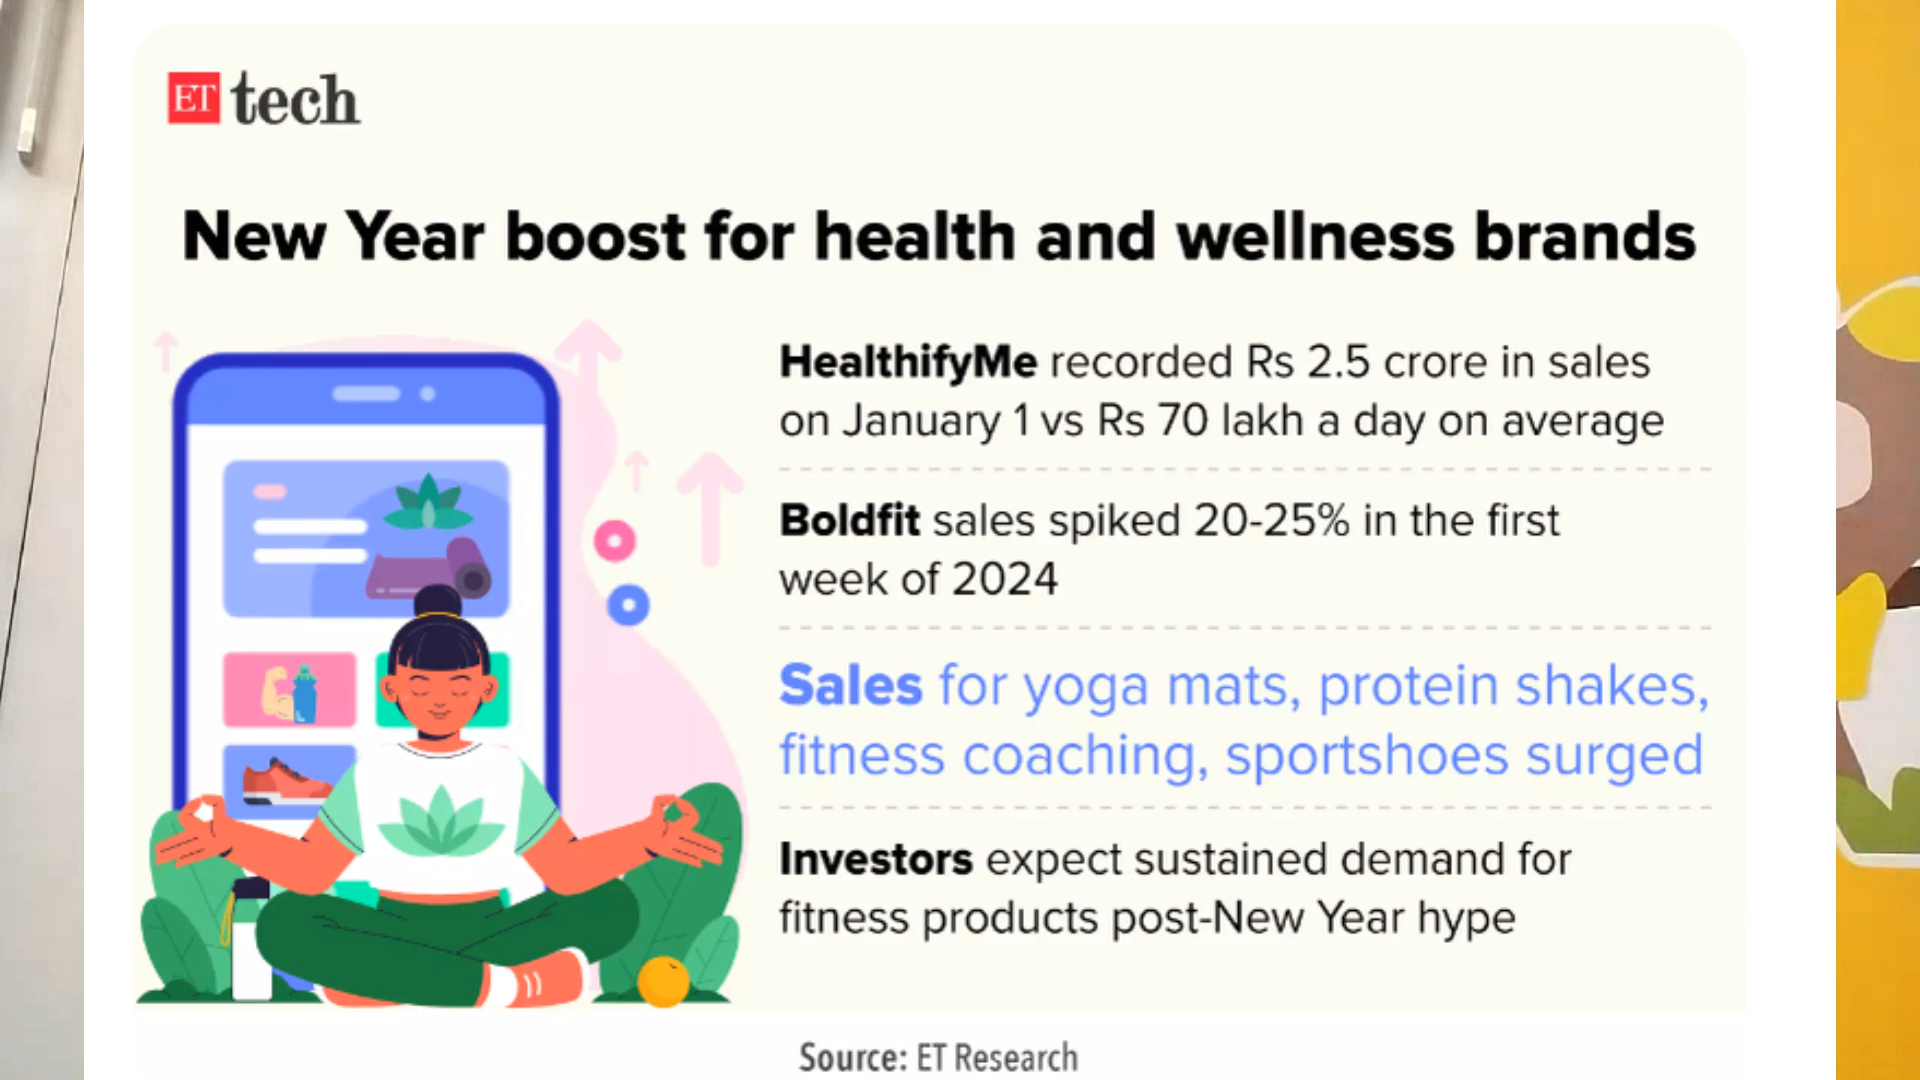 ET tech
New Year boost for health and wellness brands
HealthifyMe recorded Rs 2.5 crore in sales
on January 1 vs Rs 70 lakh a day on average
Boldfit sales spiked 20-25% in the first
week of 2024
Sales for yoga mats, protein shakes,
fitness coaching, sportshoes surged
Investors expect sustained demand for
fitness products post-New Year hype
Source: ET Research